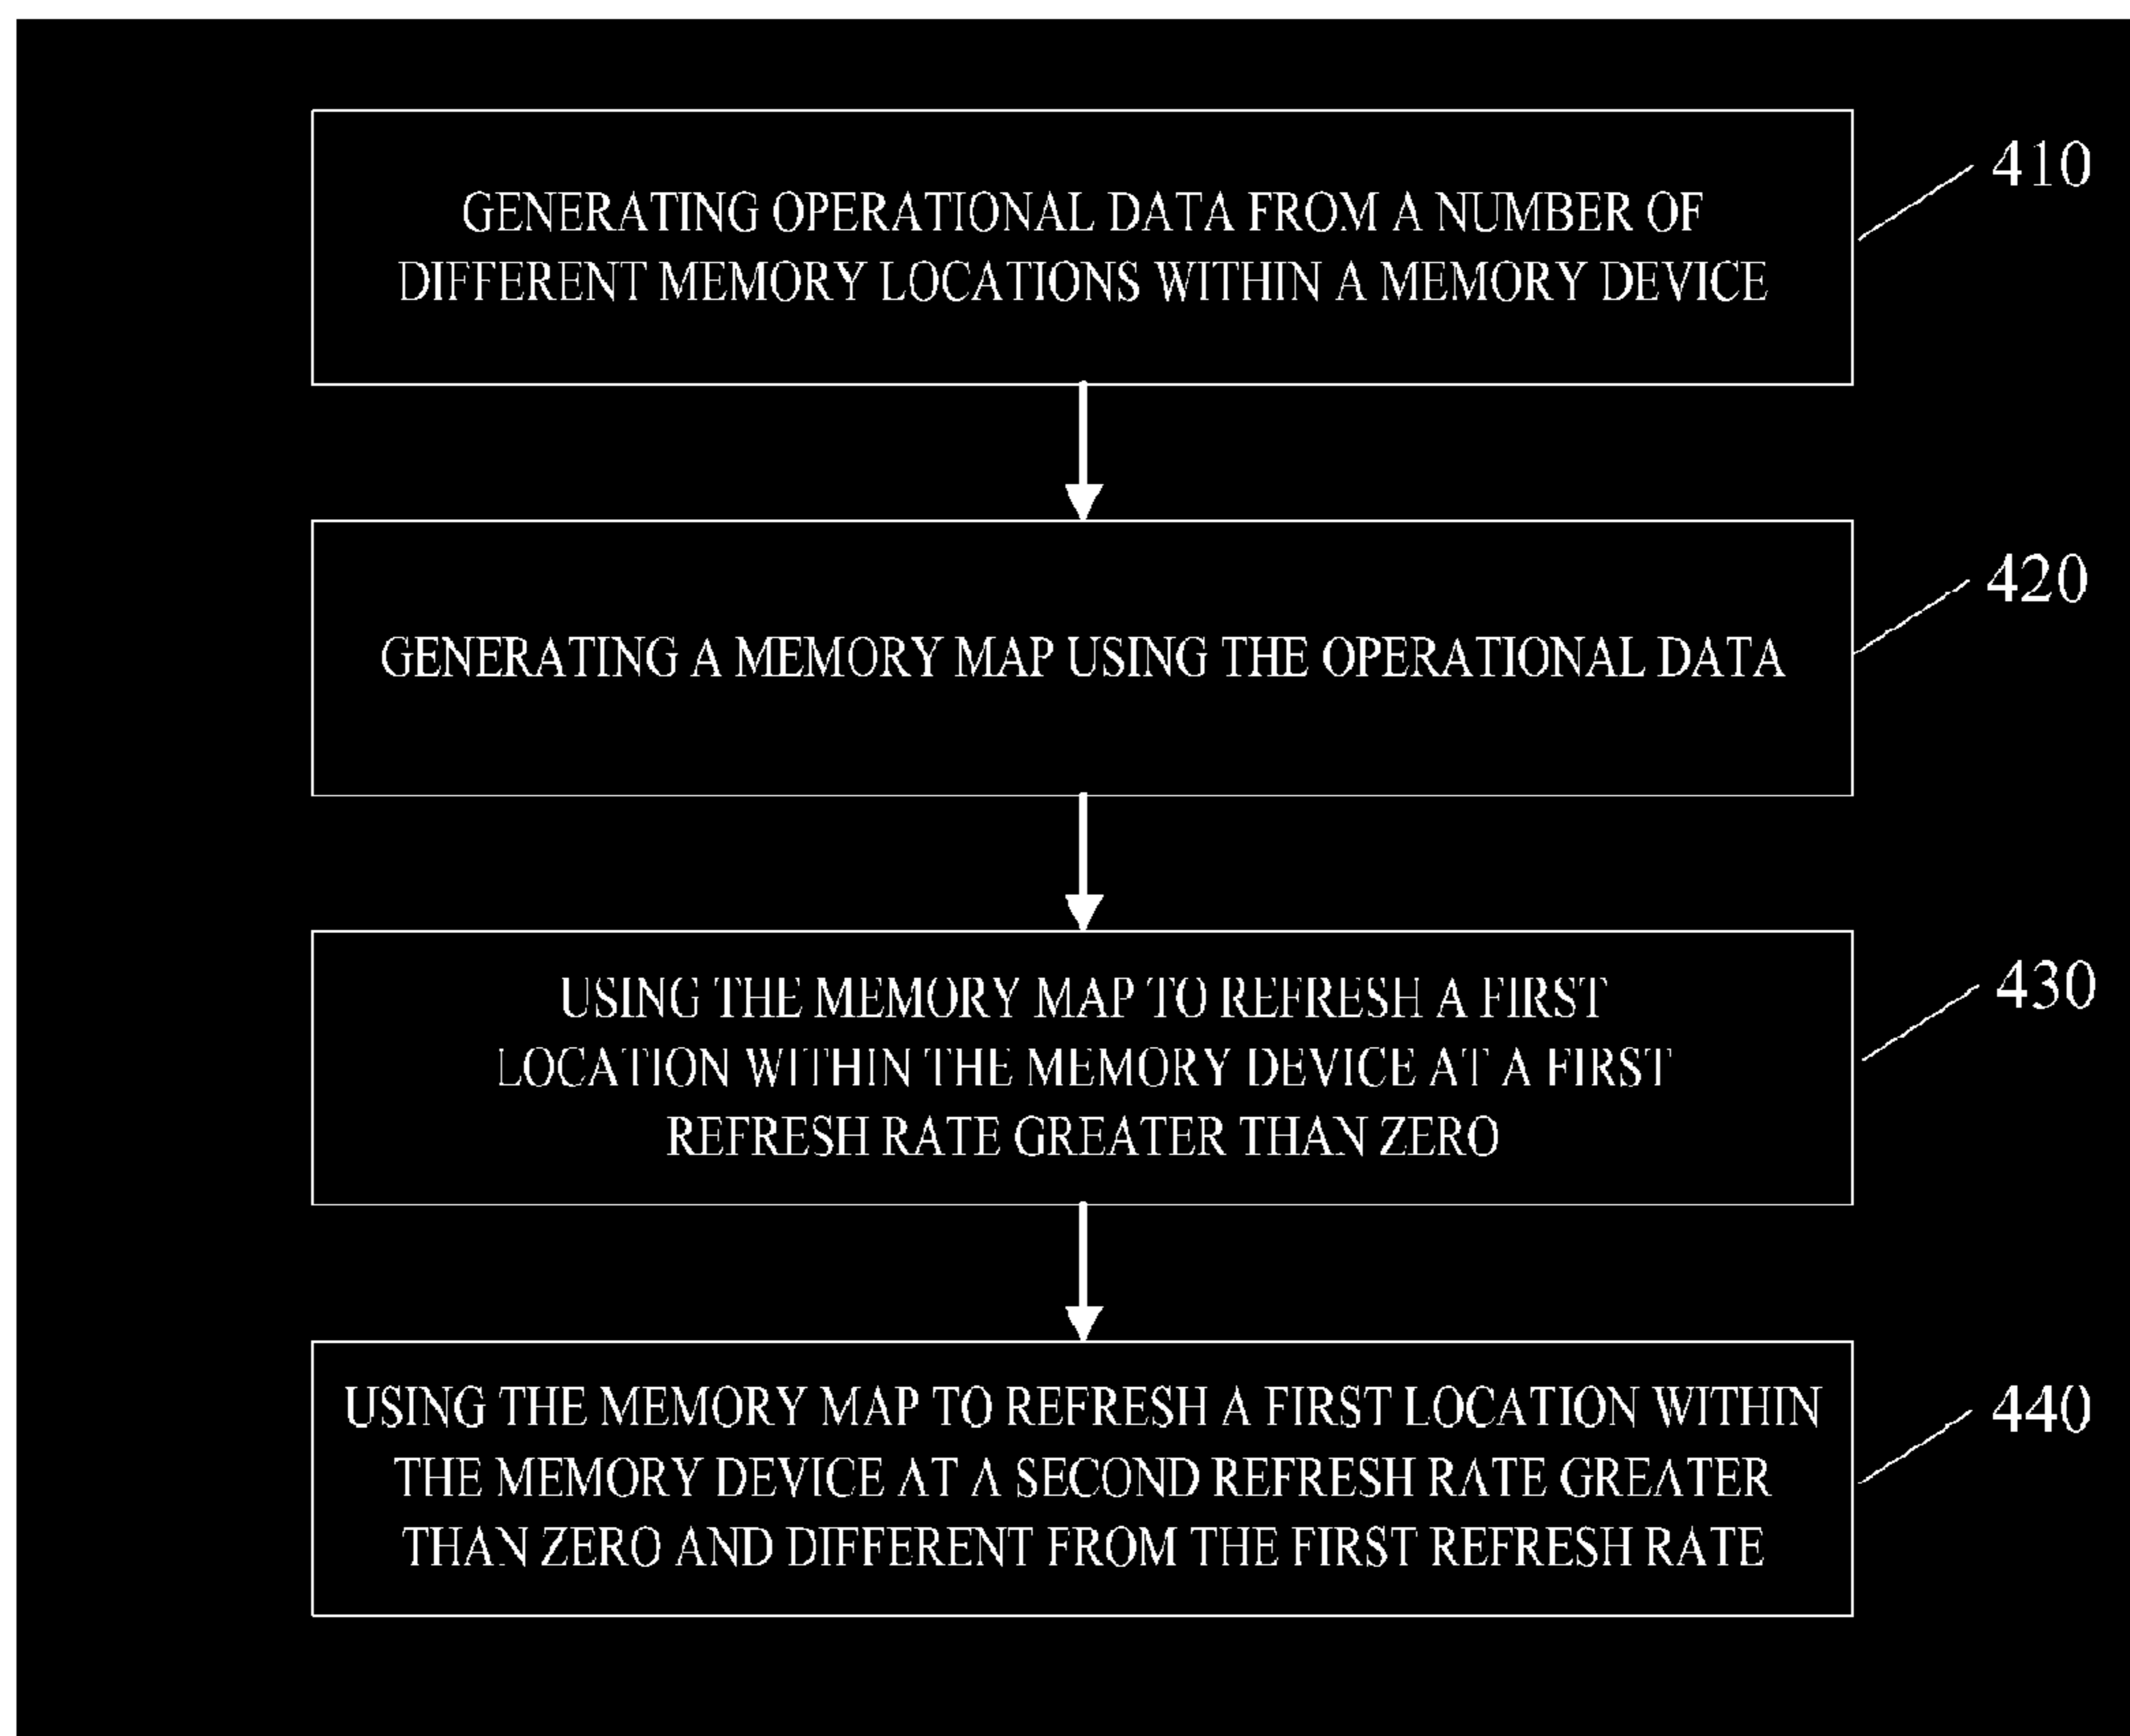 GENERATING OPERATIONAL DATA FROM A NUMBER OF
DIFFERENT MEMORY LOCATIONS WITHIN A MEMORY DEVICE
410
GENERATING A MEMORY MAP USING THE OPERATIONAL DATA
420
USING THE MEMORY MAP TO REFRESH A FIRST
LOCATION WITHIN THE MEMORY DEVICE AT A FIRST
REFRESH RATE GREATER THAN ZERO
430
USING THE MEMORY MAP TO REFRESH A FIRST LOCATION WITHIN
THE MEMORY DEVICE AT A SECOND REFRESH RATE GREATER
THAN ZERO AND DIFFERENT FROM THE FIRST REFRESH RATE
440